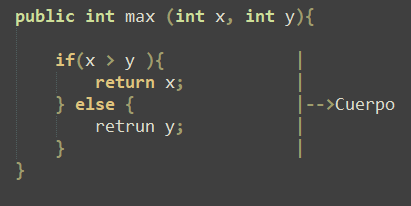 public int max (int x, int y){
if(x > y ){ |
return x; |
} else { |-->Cuerpo
retrun y; |
} |
}